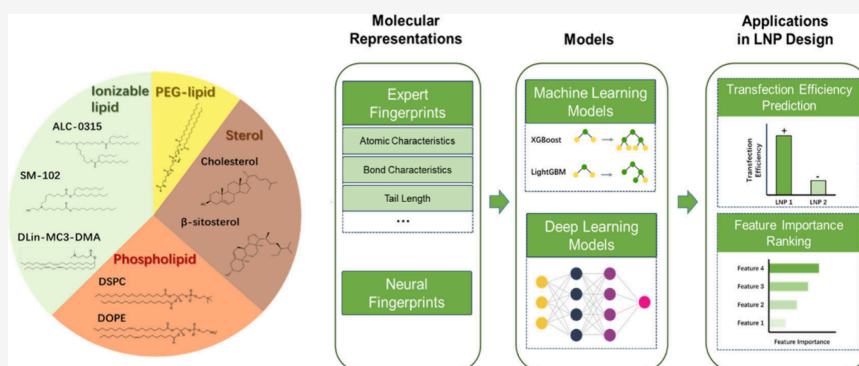 Ionizable
lipid
ALC-0315
SM-102
DLin-MC3-DMA
PEG-lipid
Sterol
Cholesterol
β-sitosterol
Phospholipid
DSPC
DOPE
Molecular
Representations
Expert
Fingerprints
Atomic Characteristics
Bond Characteristics
Tail Length
...
Neural
Fingerprints
Models
Machine Learning
Models
XGBoost
LightGBM
Deep Learning
Models
Applications
in LNP Design
Transfection Efficiency
Prediction
Transfection
Efficiency
+
-
LNP 1
LNP 2
Feature Importance
Ranking
Feature 4
Feature 3
Feature 2
Feature 1
Feature Importance